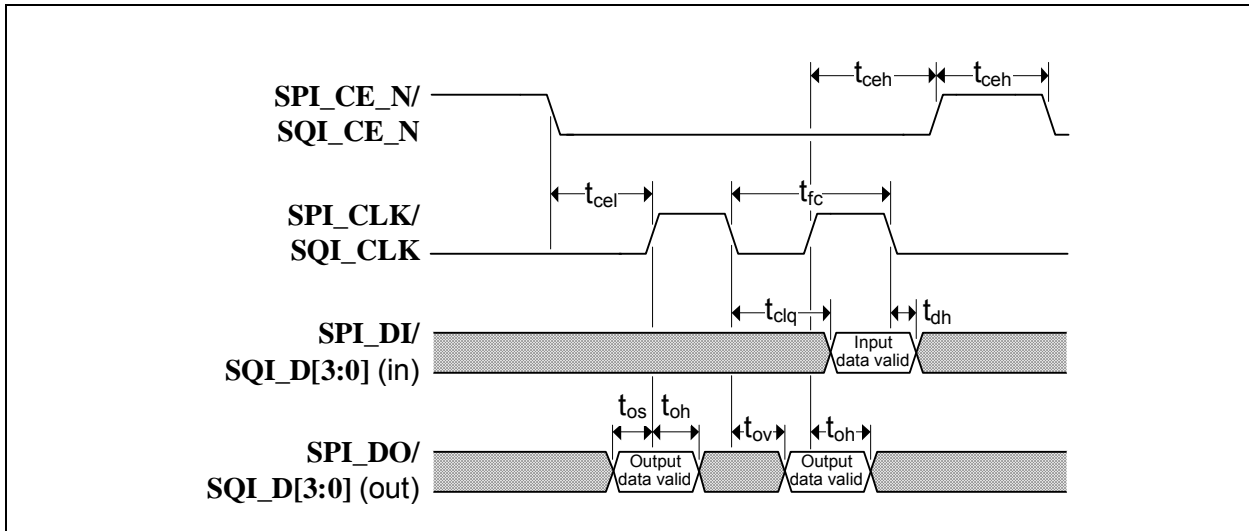 t_ceh t_ceh
SPI_CE_N/
SQI_CE_N
t_cel t_fc
SPI_CLK/
SQI_CLK
t_clq t_dh
SPI_DI/
SQI_D[3:0] (in)
Input
data valid
t_os t_oh t_ov t_oh
SPI_DO/
SQI_D[3:0] (out)
Output
data valid
Output
data valid